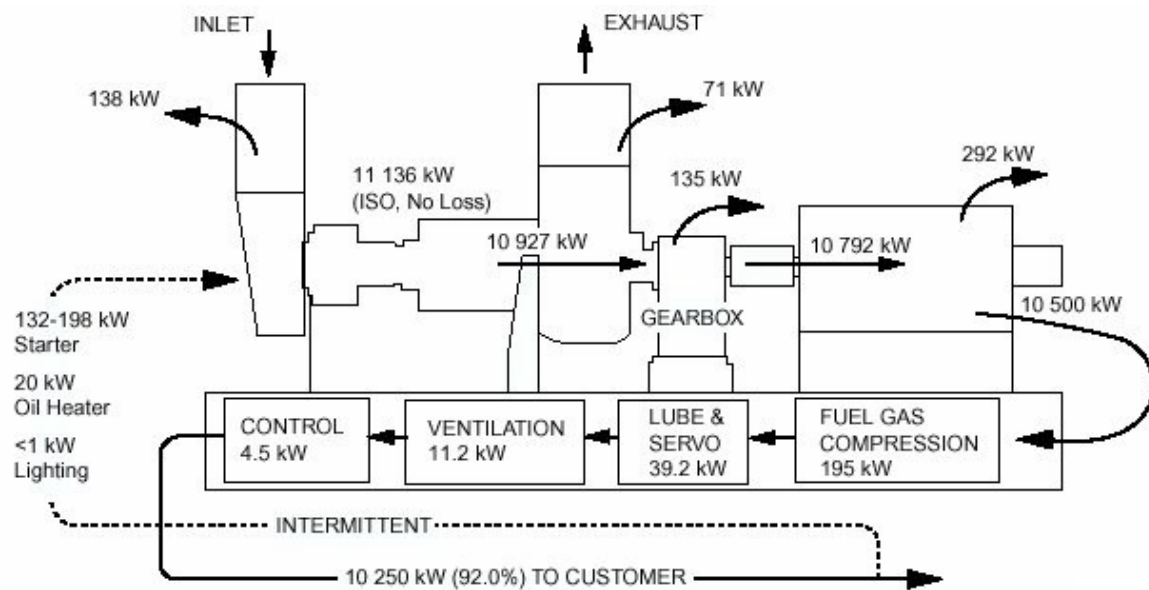 INLET
EXHAUST
138 kW
71 kW
11 136 kW
(ISO, No Loss)
135 kW
292 kW
10 927 kW
10 792 kW
132-198 kW
Starter
20 kW
Oil Heater
<1 kW
Lighting
GEARBOX
10 500 kW
CONTROL
4.5 kW
VENTILATION
11.2 kW
LUBE &
SERVO
39.2 kW
FUEL GAS
COMPRESSION
195 kW
INTERMITTENT
10 250 kW (92.0%) TO CUSTOMER